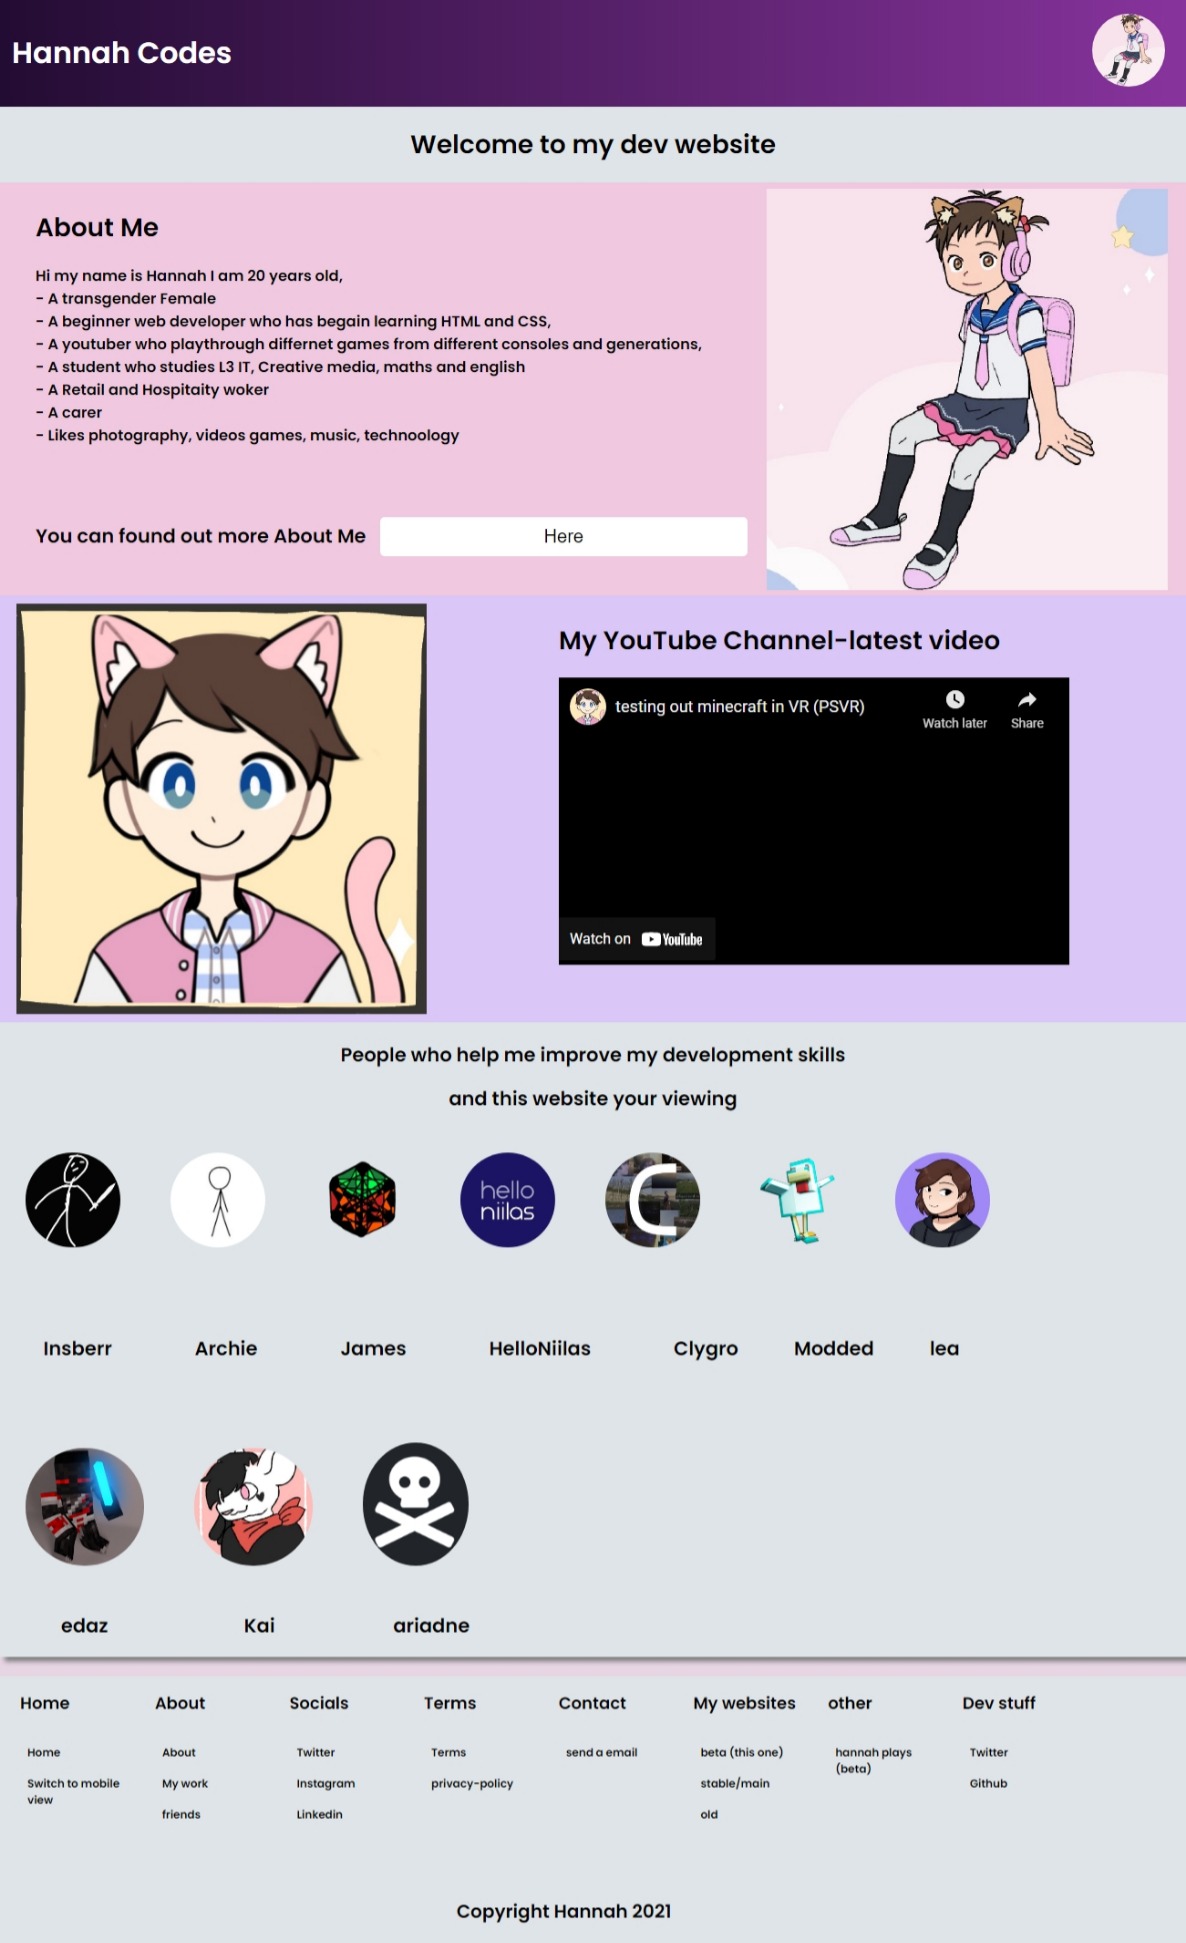 Hannah Codes
Welcome to my dev website
About Me
Hi my name is Hannah I am 20 years old,
- A transgender Female
- A beginner web developer who has begain learning HTML and CSS,
- A youtuber who playthrough differnet games from different consoles and generations,
- A student who studies L3 IT, Creative media, maths and english
- A Retail and Hospitaity woker
- A carer
- Likes photography, videos games, music, technoology
You can found out more About Me
Here
My YouTube Channel-latest video
testing out minecraft in VR (PSVR)
Watch later
Share
Watch on YouTube
People who help me improve my development skills
and this website your viewing
hello
niilas
C
Insberr
Archie
James
HelloNiilas
Clygro
Modded
lea
edaz
Kai
ariadne
Home
Home
Switch to mobile
view
About
About
My work
friends
Socials
Twitter
Instagram
Linkedin
Terms
Terms
privacy-policy
Contact
send a email
My websites
beta (this one)
stable/main
old
other
hannah plays
(beta)
Dev stuff
Twitter
Github
Copyright Hannah 2021